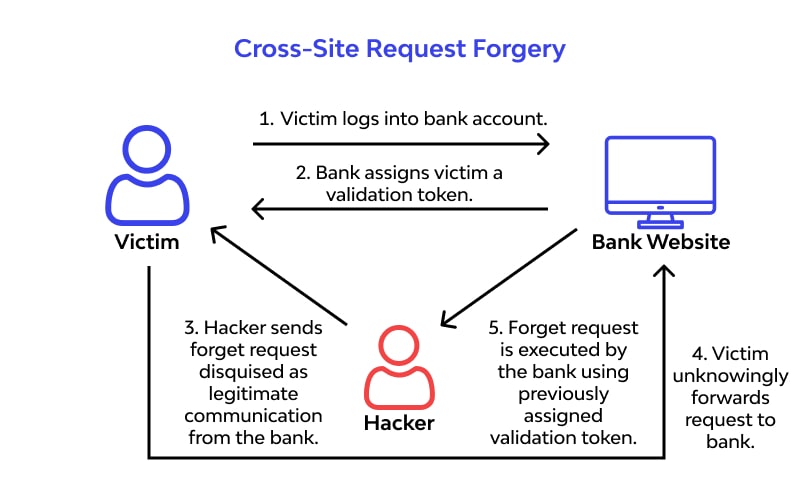 Cross-Site Request Forgery
1. Victim logs into bank account.
2. Bank assigns victim a
validation token.
Victim
Bank Website
3. Hacker sends
forget request
disquised as
legitimate
communication
from the bank.
Hacker
5. Forget request
is executed by
the bank using
previously
assigned
validation token.
4. Victim
unknowingly
forwards
request to
bank.